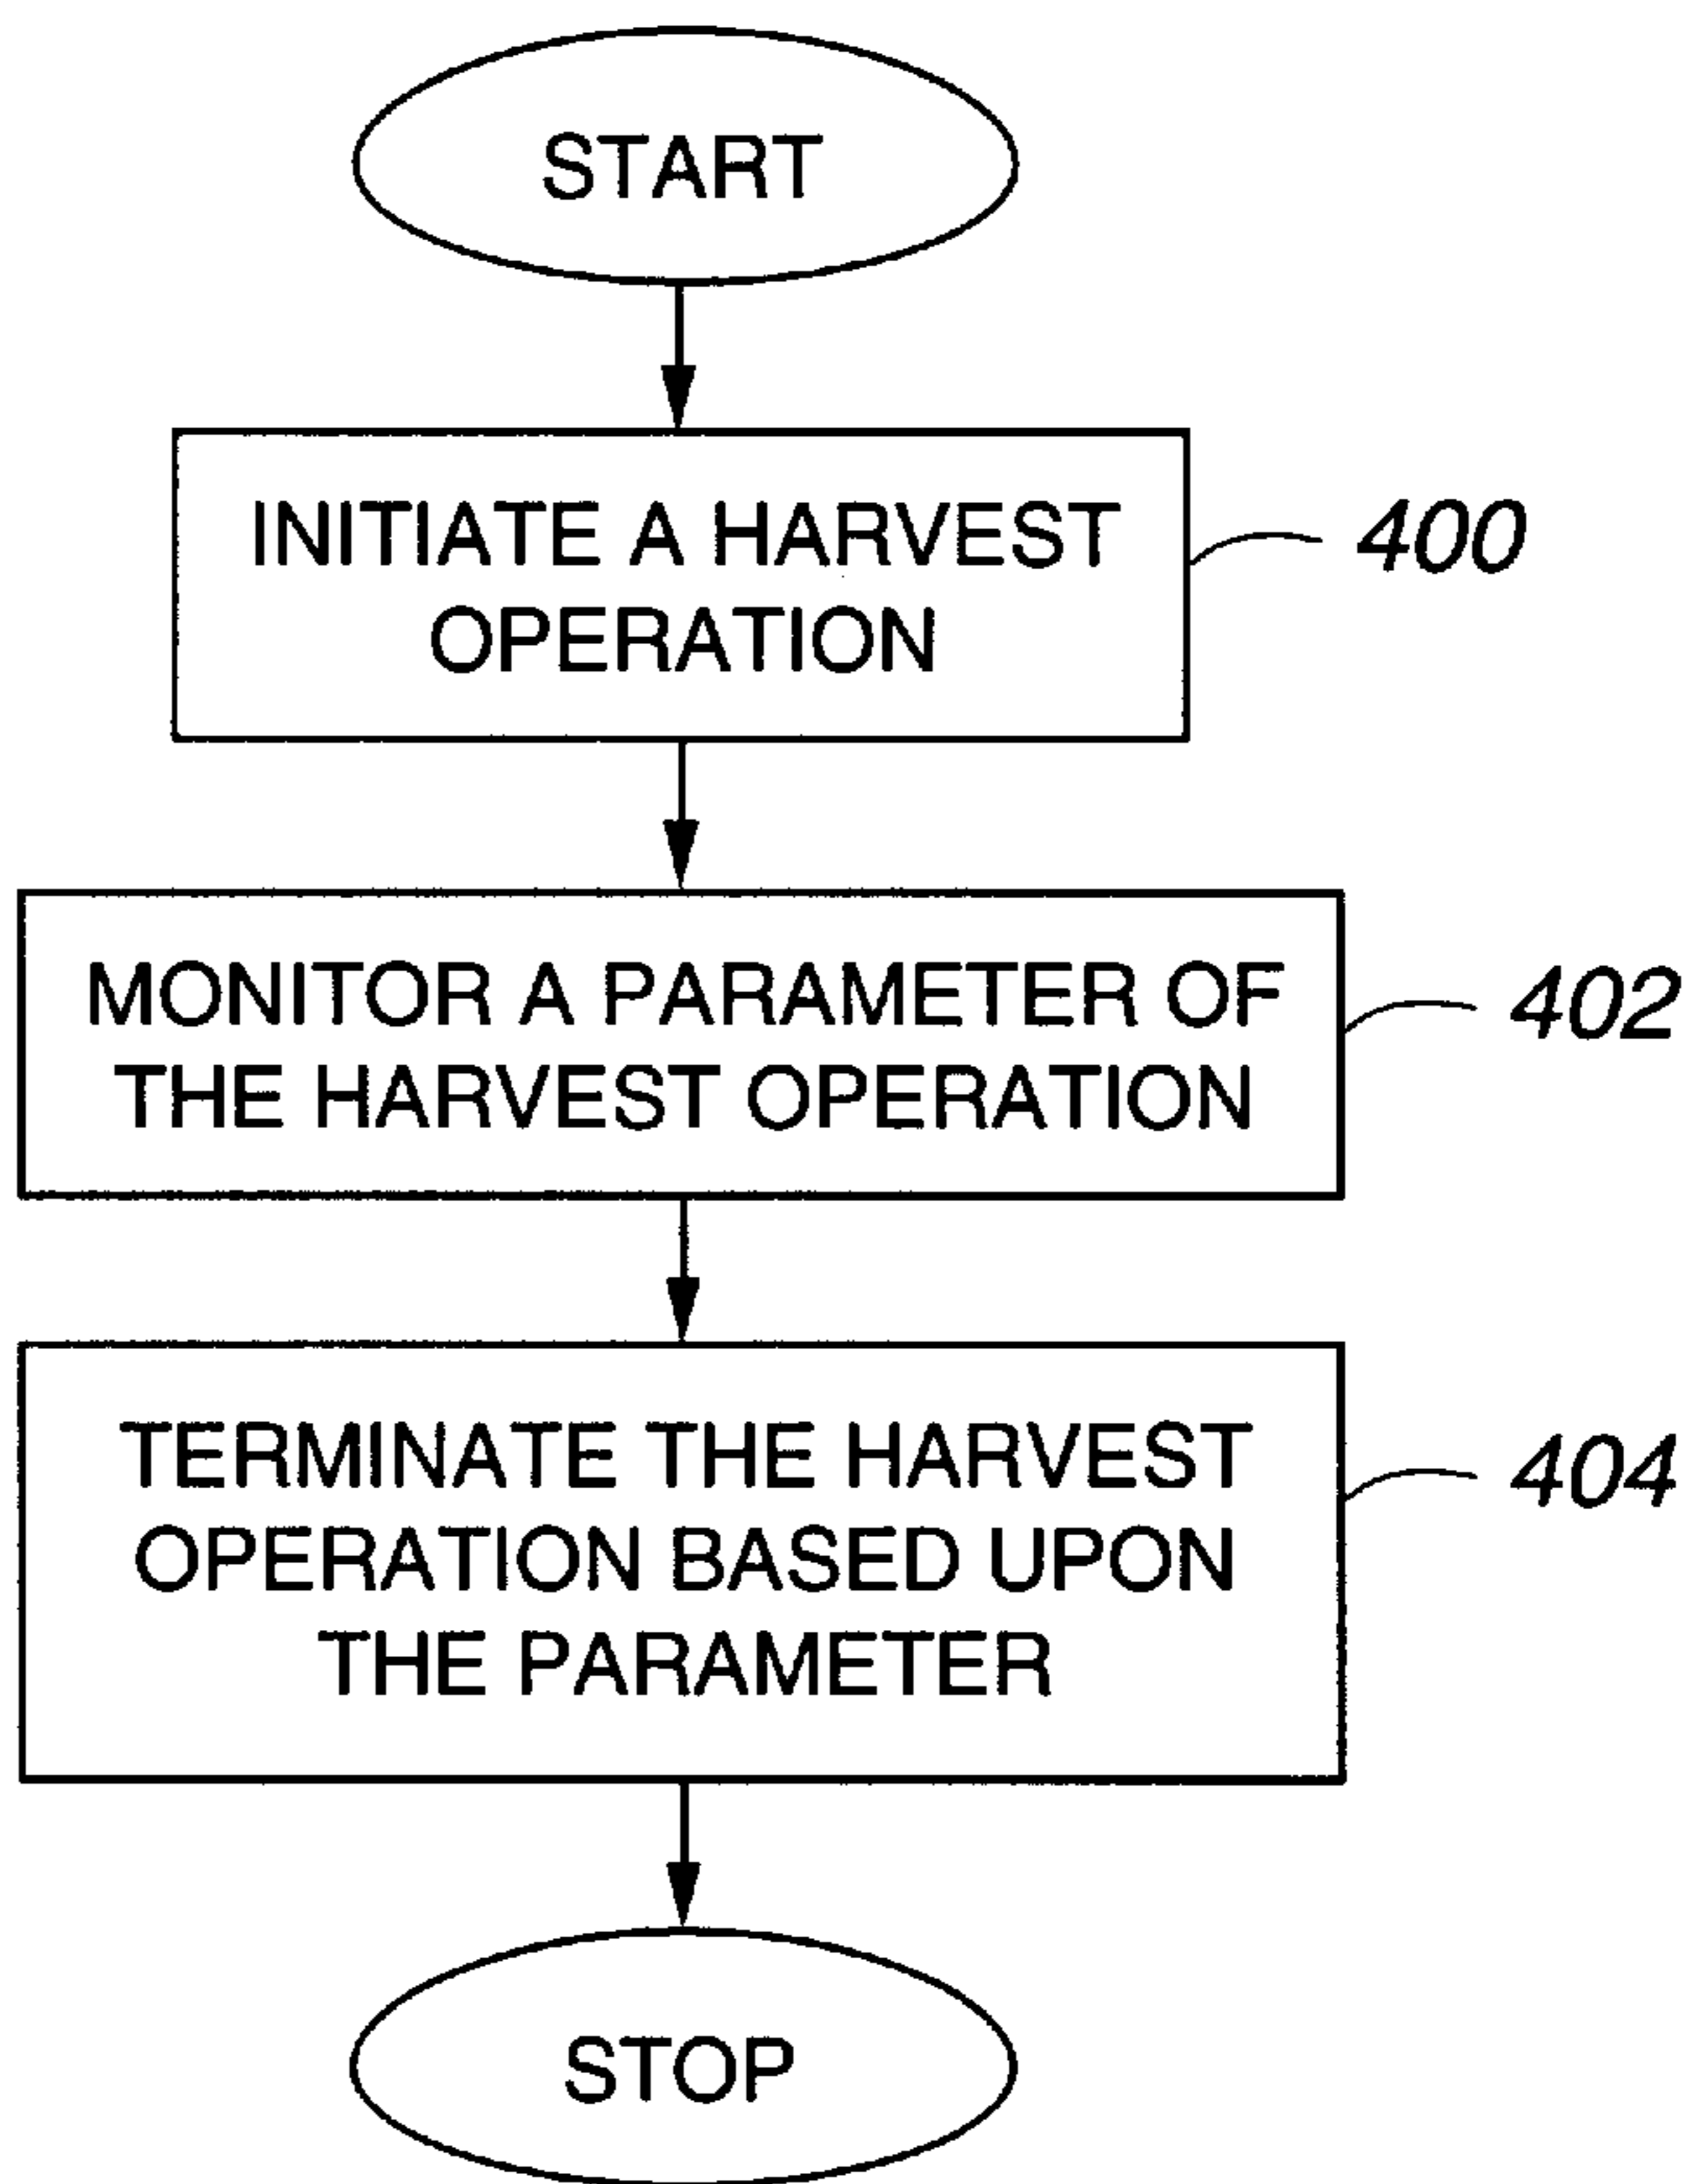 START
INITIATE A HARVEST
OPERATION
400
MONITOR A PARAMETER OF
THE HARVEST OPERATION
402
TERMINATE THE HARVEST
OPERATION BASED UPON
THE PARAMETER
404
STOP